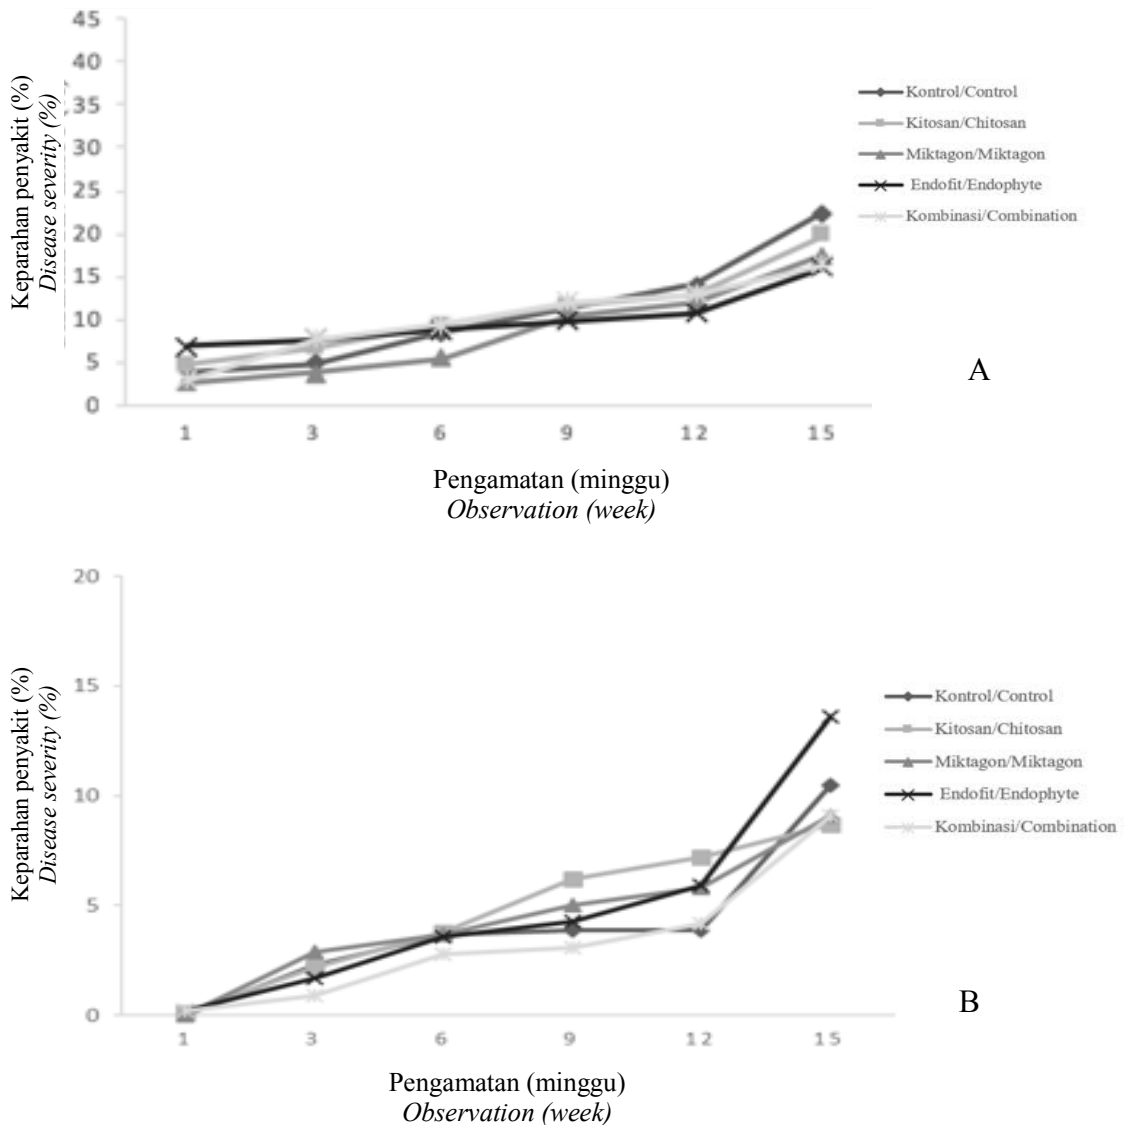 45
40
35
30
25
20
15
10
5
0
Keparahan penyakit (%)
Disease severity (%)
Kontrol/Control
Kitosan/Chitosan
Miktagon/Miktagon
Endofit/Endophyte
Kombinasi/Combination
A
1 3 6 9 12 15
Pengamatan (minggu)
Observation (week)
20
15
10
5
0
Keparahan penyakit (%)
Disease severity (%)
Kontrol/Control
Kitosan/Chitosan
Miktagon/Miktagon
Endofit/Endophyte
Kombinasi/Combination
B
1 3 6 9 12 15
Pengamatan (minggu)
Observation (week)